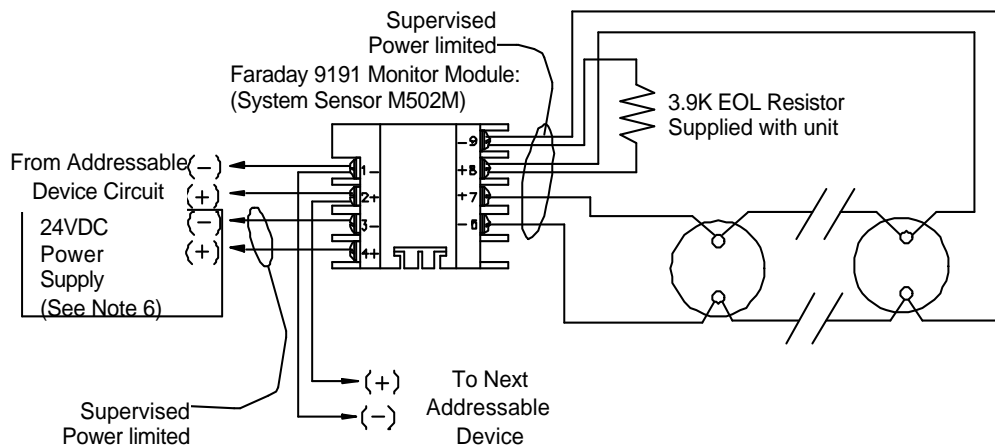 Supervised
Power limited
Faraday 9191 Monitor Module:
(System Sensor M502M)
3.9K EOL Resistor
Supplied with unit
From Addressable
Device Circuit
(-)
(+)
24VDC
Power
Supply
(See Note 6)
(-)
(+)
1-
2+
3-
4+
-9
+8
+7
-6
(+)
(-)
To Next
Addressable
Device
Supervised
Power limited